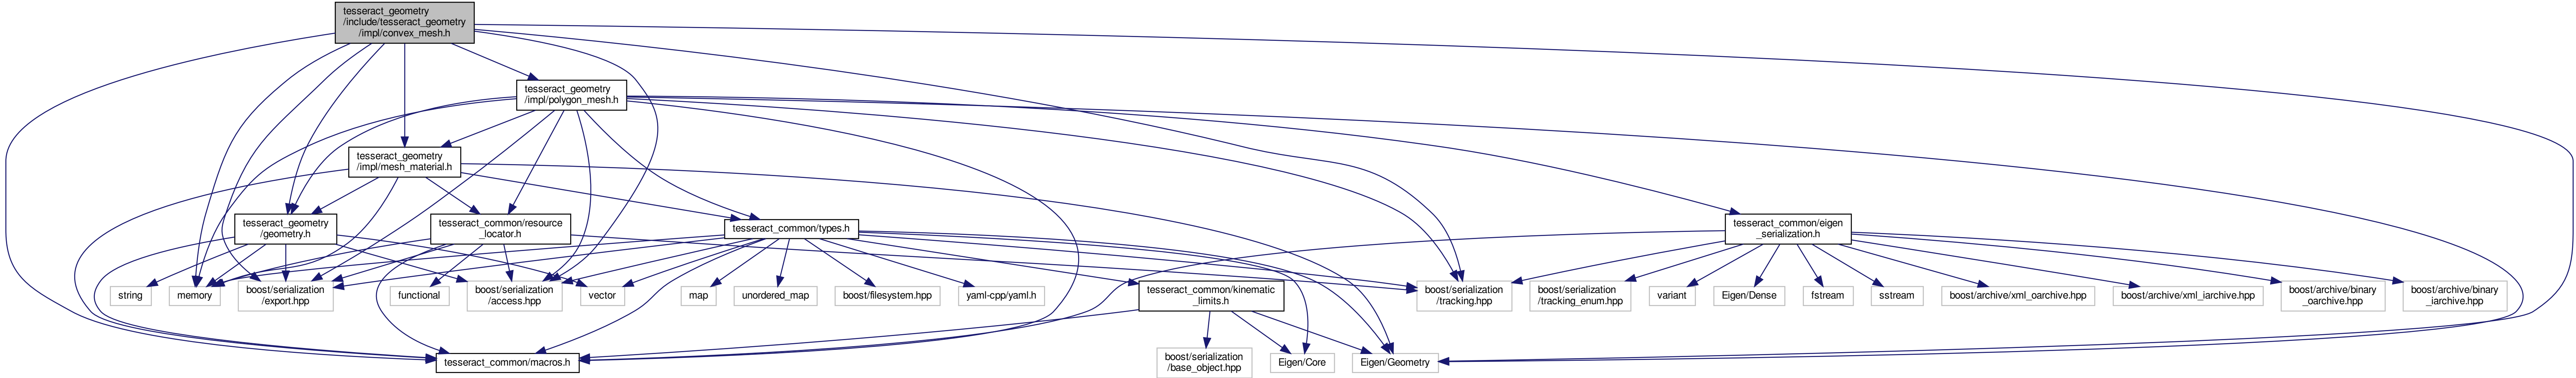 tesseract_geometry
/include/tesseract_geometry
/impl/convex_mesh.h
tesseract_geometry
/impl/polygon_mesh.h
tesseract_geometry
/impl/mesh_material.h
tesseract_geometry
/geometry.h
tesseract_common/resource
_locator.h
tesseract_common/types.h
tesseract_common/eigen
_serialization.h
string
memory
boost/serialization
/export.hpp
functional
boost/serialization
/access.hpp
vector
map
unordered_map
boost/filesystem.hpp
yaml-cpp/yaml.h
tesseract_common/kinematic
_limits.h
boost/serialization
/tracking.hpp
boost/serialization
/tracking_enum.hpp
variant
Eigen/Dense
fstream
sstream
boost/archive/xml_oarchive.hpp
boost/archive/xml_iarchive.hpp
boost/archive/binary
_oarchive.hpp
boost/archive/binary
_iarchive.hpp
tesseract_common/macros.h
boost/serialization
/base_object.hpp
Eigen/Core
Eigen/Geometry